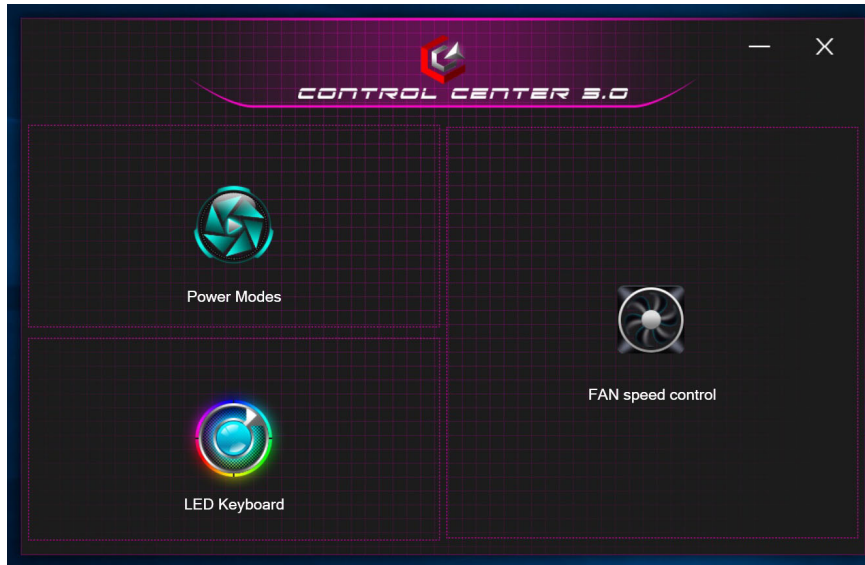 CONTROL CENTER 3.0
Power Modes
FAN speed control
LED Keyboard